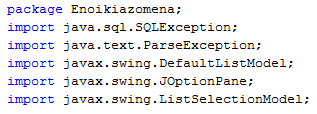 package Enoikiazomena;
import java.sql.SQLException;
import java.text.ParseException;
import javax.swing.DefaultListModel;
import javax.swing.JOptionPane;
import javax.swing.ListSelectionModel;